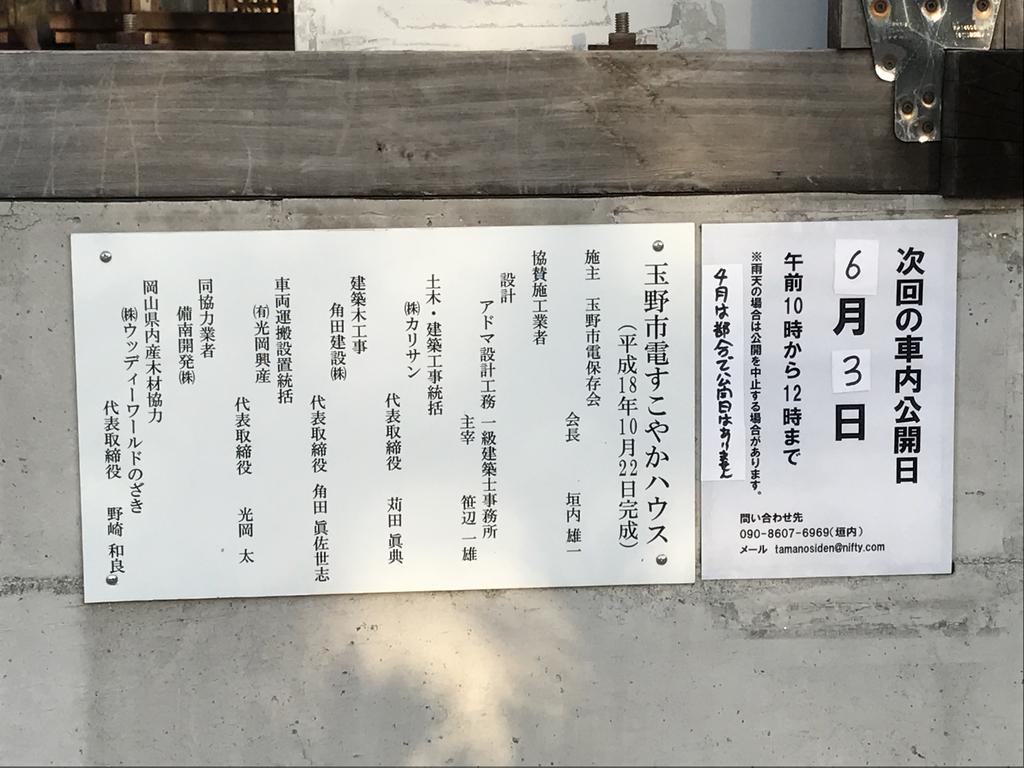 次回の車内公開日
6月3日
午前10時から12時まで
※雨天の場合は公開を中止する場合があります。
4月は都合で公開日はありません
問い合わせ先
090-8607-6969(垣内)
メール tamanosiden@nifty.com
玉野市電すこやかハウス
(平成18年10月22日完成)
施主 玉野市電保存会
会長 垣内 雄一
協賛施工業者
設計
アドマ設計工務 一級建築士事務所
主宰 笹辺 一雄
土木・建築工事統括
㈱カリサン
代表取締役 苅田 眞典
建築木工事
角田建設㈱
代表取締役 角田 眞佐世志
車両運搬設置統括
㈲光岡興産
代表取締役 光岡 太
同協力業者
備南開発㈱
岡山県内産木材協力
㈱ウッディーワールドのざき
代表取締役 野崎 和良